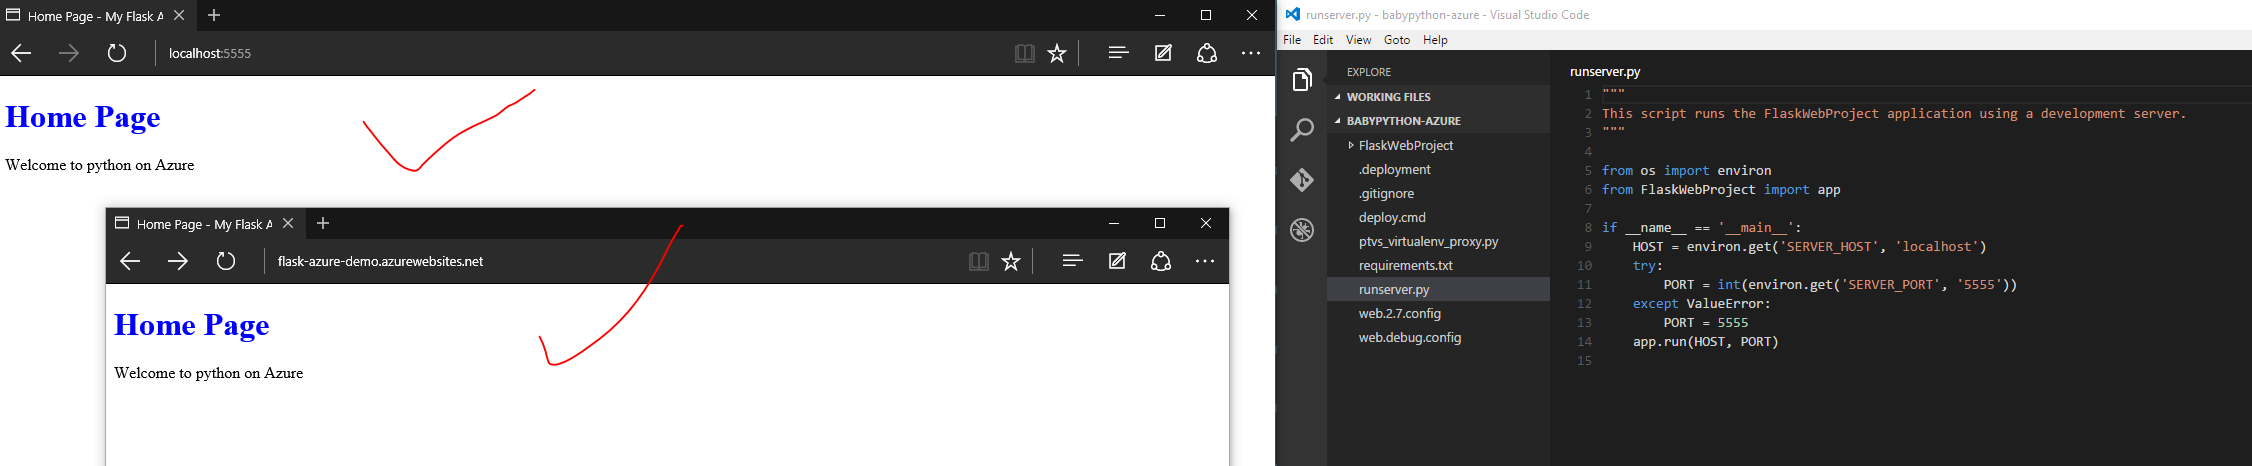 Home Page - My Flask A
localhost:5555
Home Page
Welcome to python on Azure
Home Page - My Flask A
flask-azure-demo.azurewebsites.net
Home Page
Welcome to python on Azure
runserver.py - babypython-azure - Visual Studio Code
File Edit View Goto Help
EXPLORE
WORKING FILES
BABYPYTHON-AZURE
FlaskWebProject
.deployment
.gitignore
deploy.cmd
ptvs_virtualenv_proxy.py
requirements.txt
runserver.py
web.2.7.config
web.debug.config
runserver.py
1 """
2 This script runs the FlaskWebProject application using a development server.
3 """
4
5 from os import environ
6 from FlaskWebProject import app
7
8 if __name__ == '__main__':
9     HOST = environ.get('SERVER_HOST', 'localhost')
10     try:
11         PORT = int(environ.get('SERVER_PORT', '5555'))
12     except ValueError:
13         PORT = 5555
14     app.run(HOST, PORT)
15